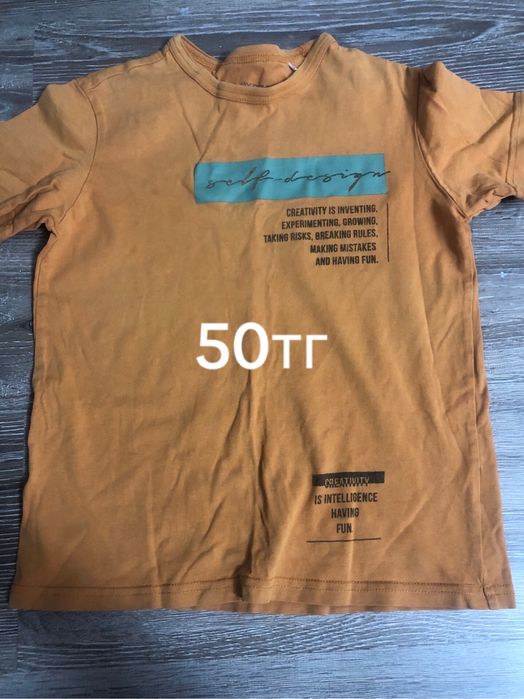 self-design
CREATIVITY IS INVENTING,
EXPERIMENTING, GROWING,
TAKING RISKS, BREAKING RULES,
MAKING MISTAKES
AND HAVING FUN.
50тг
CREATIVITY
IS INTELLIGENCE
HAVING
FUN.